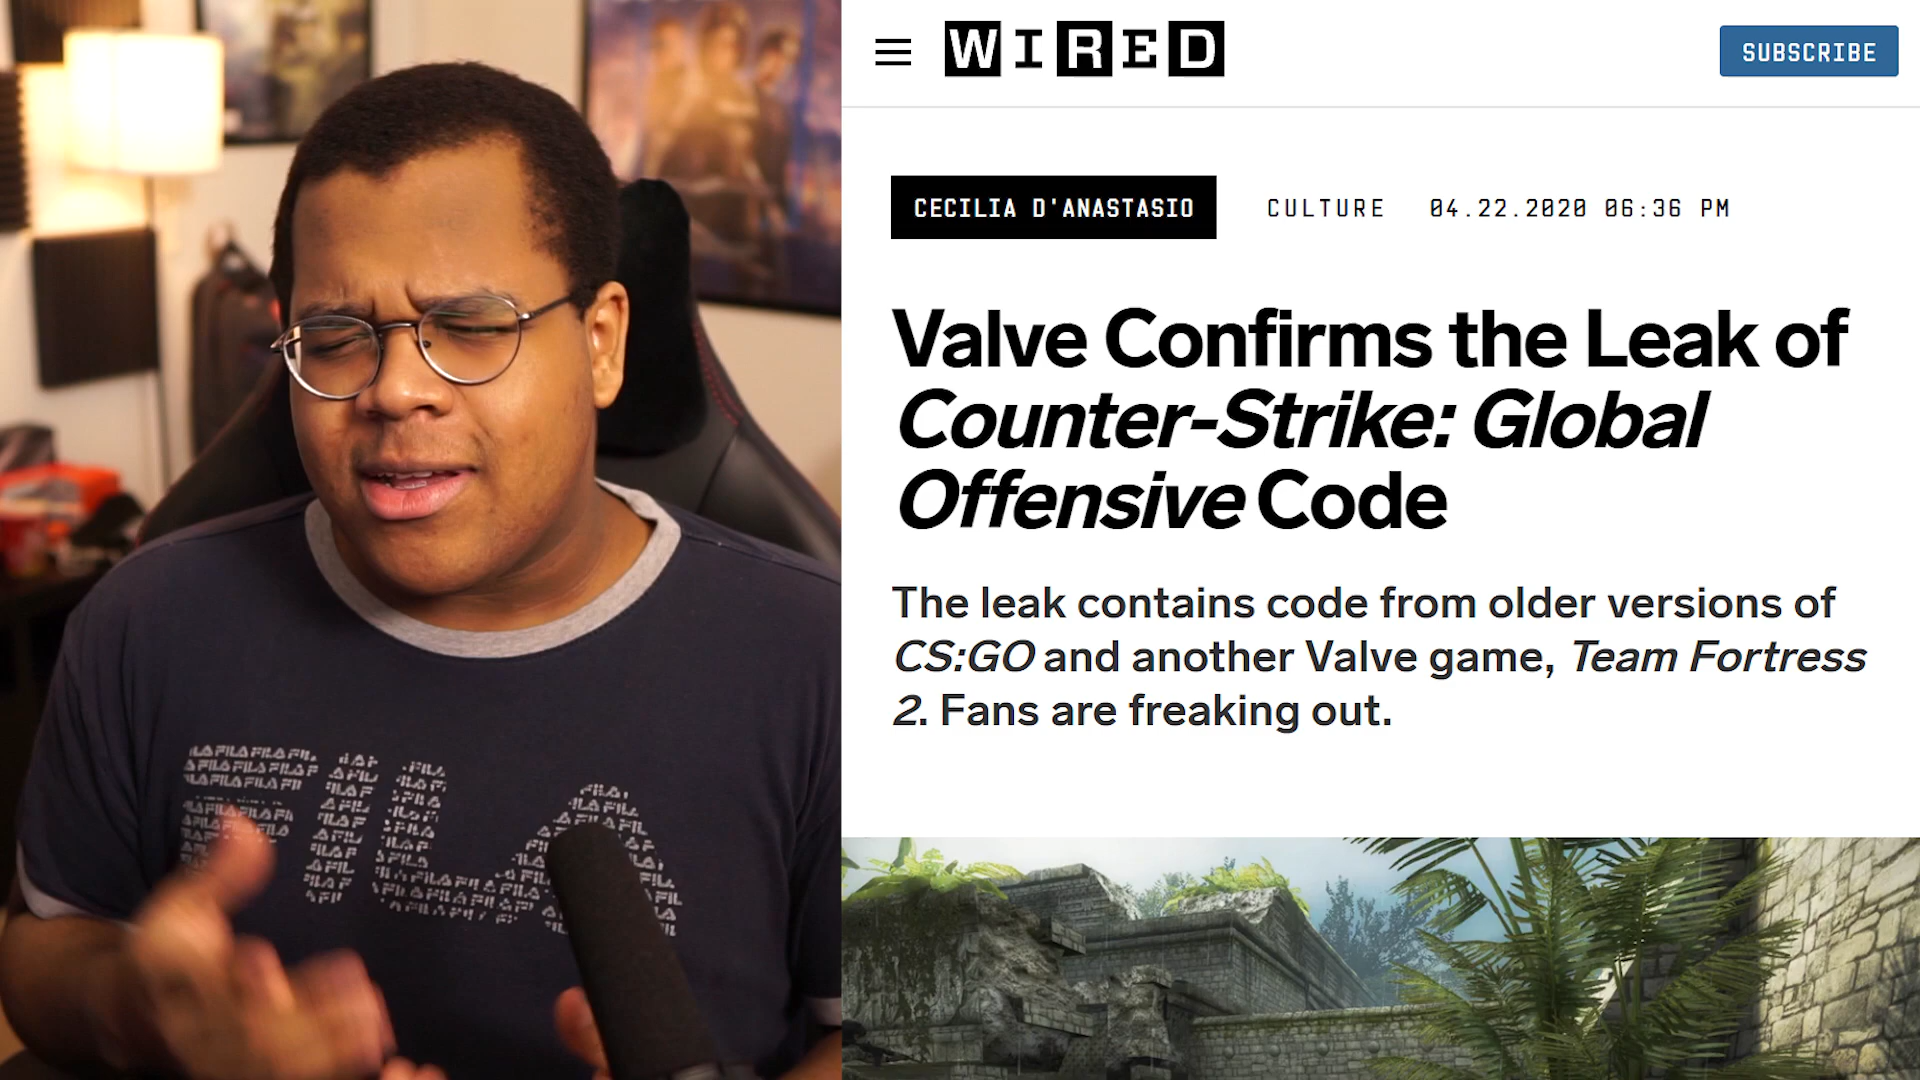 WIRED
SUBSCRIBE
CECILIA D'ANASTASIO CULTURE 04.22.2020 06:36 PM
Valve Confirms the Leak of
Counter-Strike: Global
Offensive Code
The leak contains code from older versions of
CS:GO and another Valve game, Team Fortress
2. Fans are freaking out.
FILA